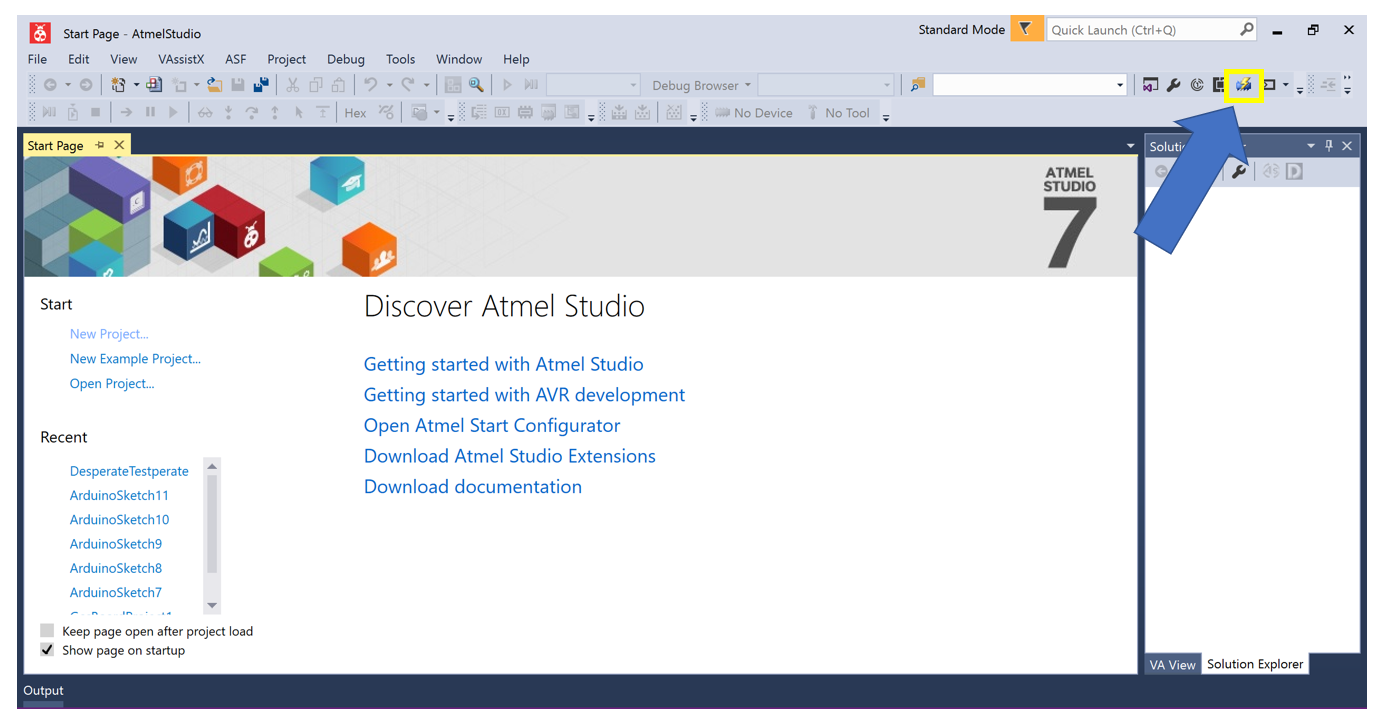 Start Page - AtmelStudio
Standard Mode
Quick Launch (Ctrl+Q)
File Edit View VAssistX ASF Project Debug Tools Window Help
Debug Browser
Hex
No Device
No Tool
Start Page
ATMEL
STUDIO
7
Start
New Project...
New Example Project...
Open Project...
Recent
DesperateTestperate
ArduinoSketch11
ArduinoSketch10
ArduinoSketch9
ArduinoSketch8
ArduinoSketch7
Keep page open after project load
Show page on startup
Discover Atmel Studio
Getting started with Atmel Studio
Getting started with AVR development
Open Atmel Start Configurator
Download Atmel Studio Extensions
Download documentation
VA View
Solution Explorer
Output